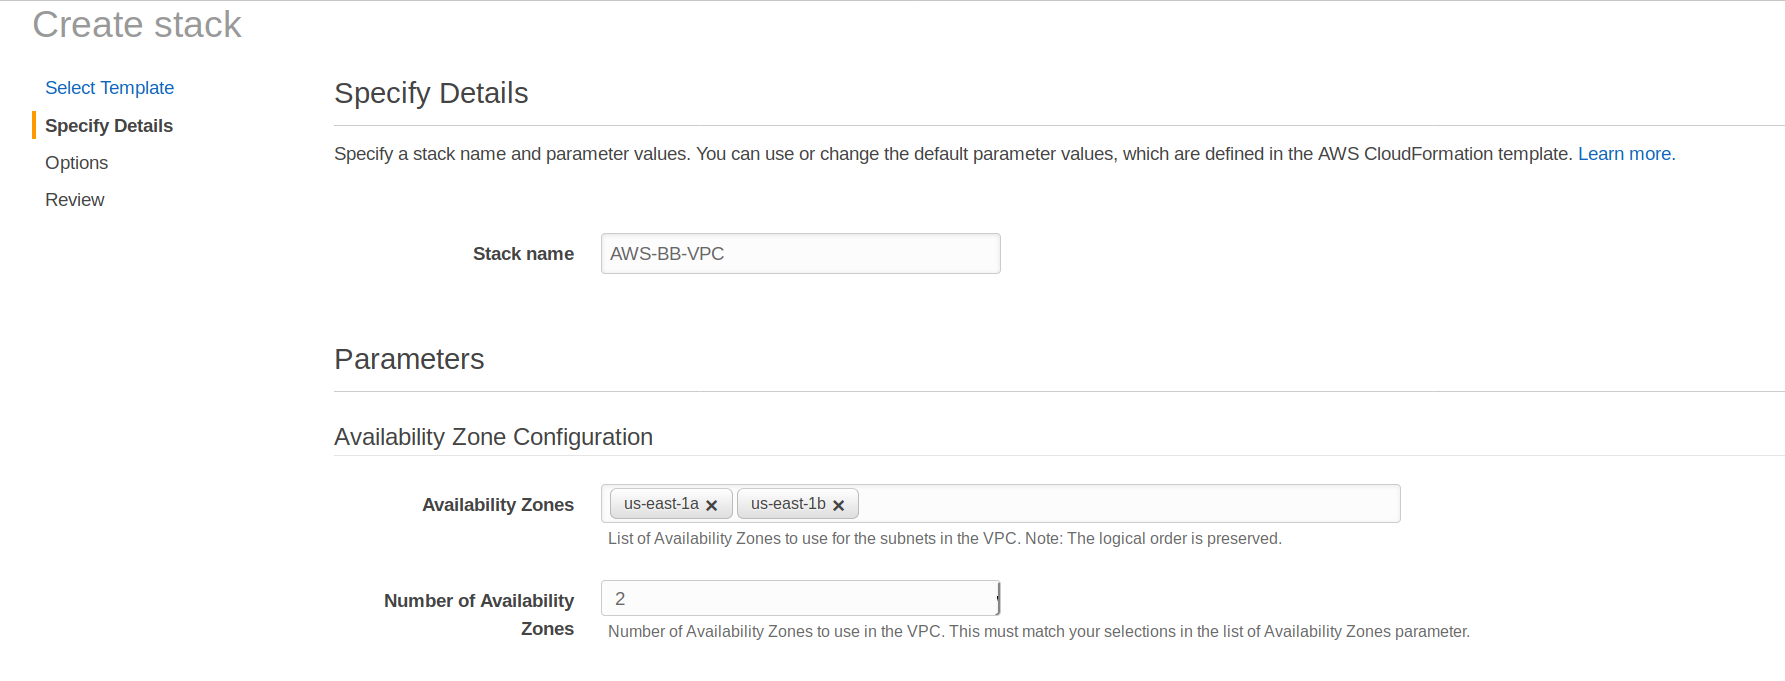 Create stack
Select Template
Specify Details
Options
Review
Specify Details
Specify a stack name and parameter values. You can use or change the default parameter values, which are defined in the AWS CloudFormation template. Learn more.
Stack name
AWS-BB-VPC
Parameters
Availability Zone Configuration
Availability Zones
us-east-1a
us-east-1b
List of Availability Zones to use for the subnets in the VPC. Note: The logical order is preserved.
Number of Availability
Zones
2
Number of Availability Zones to use in the VPC. This must match your selections in the list of Availability Zones parameter.